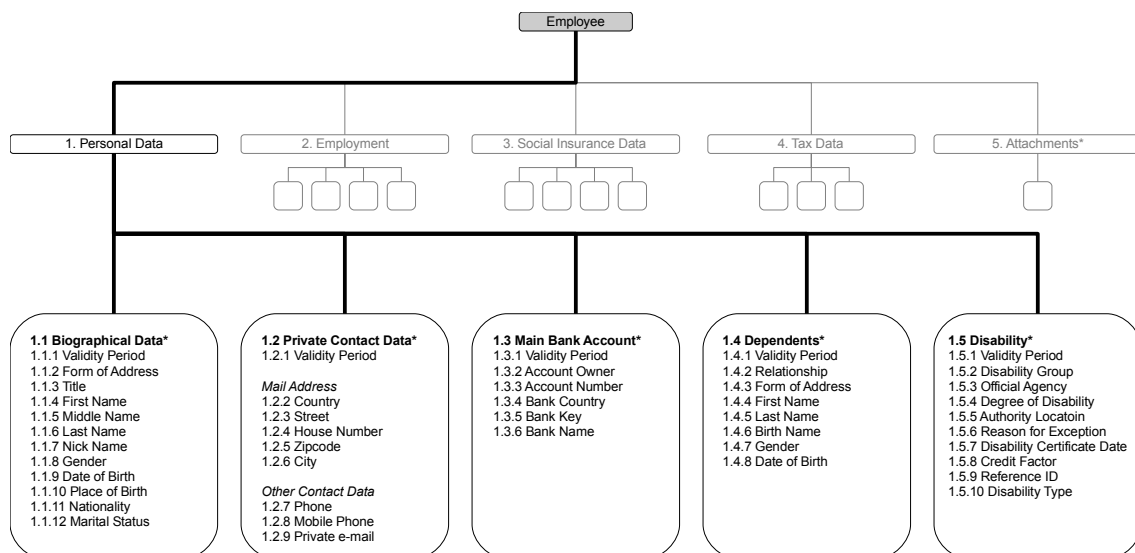 Employee
1. Personal Data
2. Employment
3. Social Insurance Data
4. Tax Data
5. Attachments*
1.1 Biographical Data*
1.1.1 Validity Period
1.1.2 Form of Address
1.1.3 Title
1.1.4 First Name
1.1.5 Middle Name
1.1.6 Last Name
1.1.7 Nick Name
1.1.8 Gender
1.1.9 Date of Birth
1.1.10 Place of Birth
1.1.11 Nationality
1.1.12 Marital Status
1.2 Private Contact Data*
1.2.1 Validity Period
Mail Address
1.2.2 Country
1.2.3 Street
1.2.4 House Number
1.2.5 Zipcode
1.2.6 City
Other Contact Data
1.2.7 Phone
1.2.8 Mobile Phone
1.2.9 Private e-mail
1.3 Main Bank Account*
1.3.1 Validity Period
1.3.2 Account Owner
1.3.3 Account Number
1.3.4 Bank Country
1.3.5 Bank Key
1.3.6 Bank Name
1.4 Dependents*
1.4.1 Validity Period
1.4.2 Relationship
1.4.3 Form of Address
1.4.4 First Name
1.4.5 Last Name
1.4.6 Birth Name
1.4.7 Gender
1.4.8 Date of Birth
1.5 Disability*
1.5.1 Validity Period
1.5.2 Disability Group
1.5.3 Official Agency
1.5.4 Degree of Disability
1.5.5 Authority Locatoin
1.5.6 Reason for Exception
1.5.7 Disability Certificate Date
1.5.8 Credit Factor
1.5.9 Reference ID
1.5.10 Disability Type